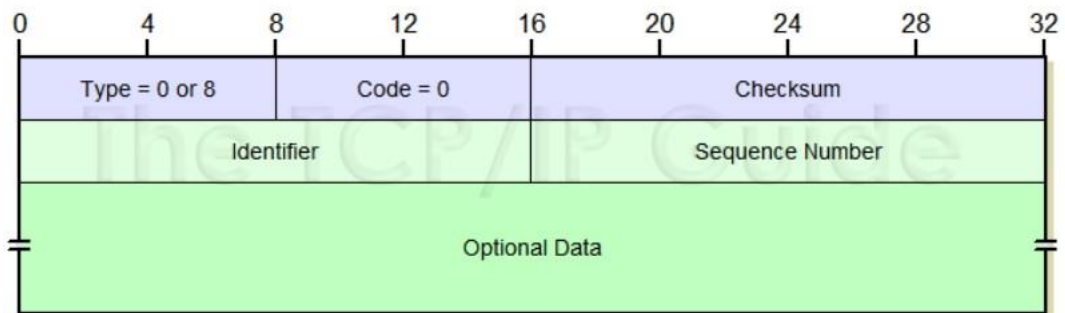 0 4 8 12 16 20 24 28 32
Type = 0 or 8 Code = 0 Checksum
The TCP/IP Guide
Identifier Sequence Number
Optional Data